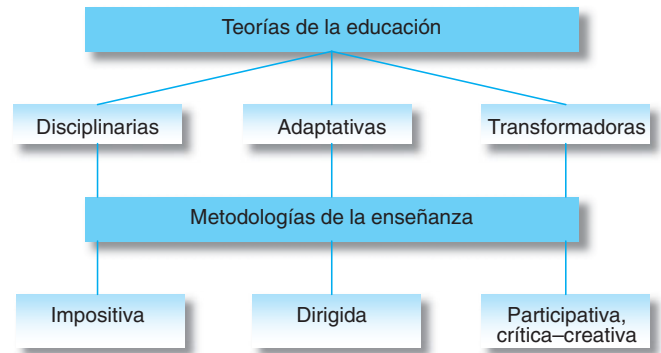 Teorías de la educación
Disciplinarias
Adaptativas
Transformadoras
Metodologías de la enseñanza
Impositiva
Dirigida
Participativa,
crítica–creativa